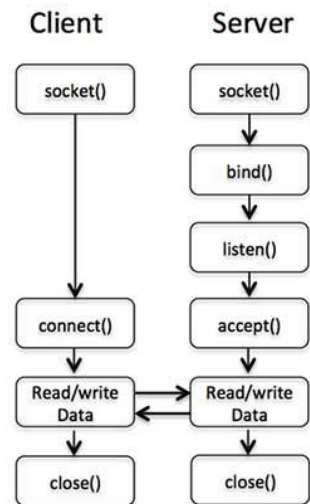 Client
Server
socket()
socket()
bind()
listen()
connect()
accept()
Read/write
Data
Read/write
Data
close()
close()